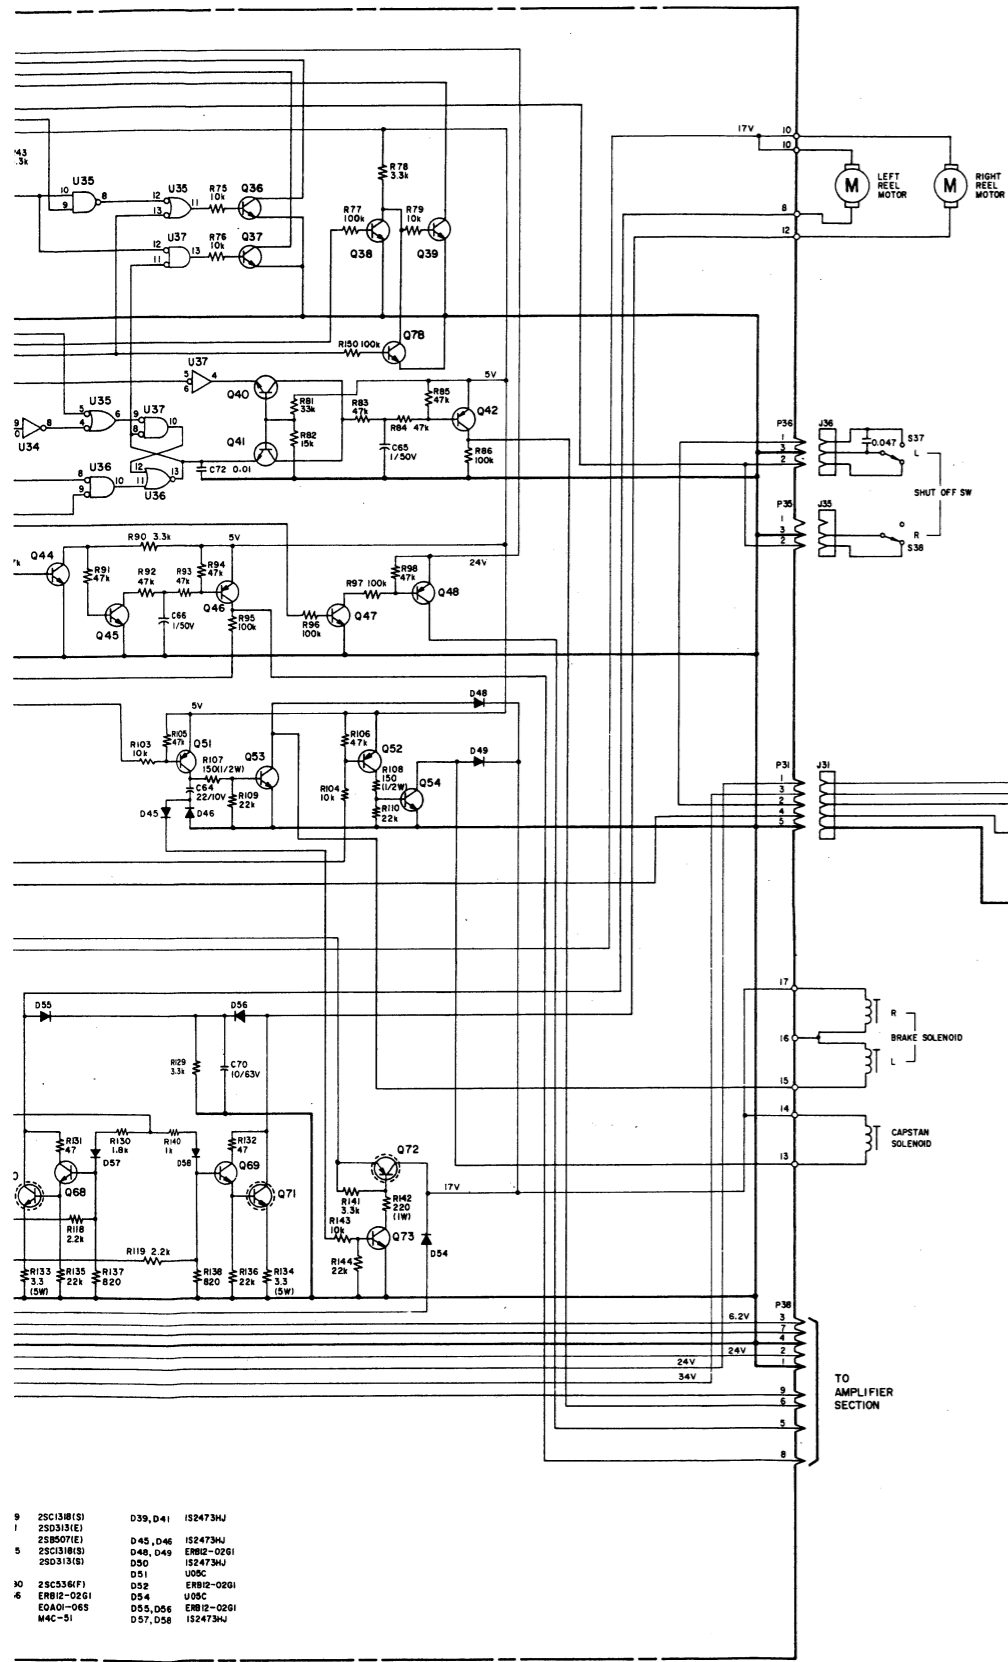 17V
10
10
LEFT
REEL
MOTOR
M
RIGHT
REEL
MOTOR
M
8
12
R78
3.3k
U35
10
9
8
U35
12
13
11
R75
10k
Q36
U37
12
11
13
R76
10k
Q37
R77
100k
Q38
R79
10k
Q39
R150 100k
Q78
U37
5
6
4
Q40
R81
33k
R82
15k
Q41
C72 0.01
R83
47k
R84 47k
R85
47k
5V
Q42
C65
1/50V
R86
100k
U34
9
8
U35
5
4
6
U37
9
8
10
U36
8
9
10
U36
12
11
13
P36
1
3
2
J36
0.047
S37
L
SHUT OFF SW
P35
1
3
2
J35
R
S38
Q44
R90 3.3k
5V
R91
47k
R92
47k
R93
47k
R94
47k
Q46
Q45
C66
1/50V
R95
100k
R96
100k
Q47
R97 100k
R98
47k
24V
Q48
D48
5V
R103
10k
R105
47k
Q51
R107
150(1/2W)
Q53
C64
22/10V
R109
22k
D45
D46
R106
47k
Q52
R108
150
(1/2W)
R104
10k
R110
22k
Q54
D49
P31
1
3
2
4
5
J31
D55
D56
R129
3.3k
C70
10/63V
17
R
16
BRAKE SOLENOID
L
15
14
CAPSTAN
SOLENOID
13
R131
47
R130
1.8k
R140
1k
R132
47
D57
D58
Q68
Q69
Q71
R118
2.2k
R119 2.2k
R133
3.3
(5W)
R135
22k
R137
820
R138
820
R136
22k
R134
3.3
(5W)
Q72
17V
R141
3.3k
R142
220
(1W)
R143
10k
Q73
R144
22k
D54
P38
6.2V
3
7
4
24V
2
24V
1
34V
9
6
5
8
TO
AMPLIFIER
SECTION
2SC1318(S)
2SD313(E)
2SB507(E)
2SC1318(S)
2SD313(S)
2SC536(F)
ERB12-02G1
EQA01-06S
M4C-51
D39,D41 1S2473HJ
D45,D46 1S2473HJ
D48,D49 ERB12-02G1
D50 1S2473HJ
D51 U05C
D52 ERB12-02G1
D54 U05C
D55,D56 ERB12-02G1
D57,D58 1S2473HJ